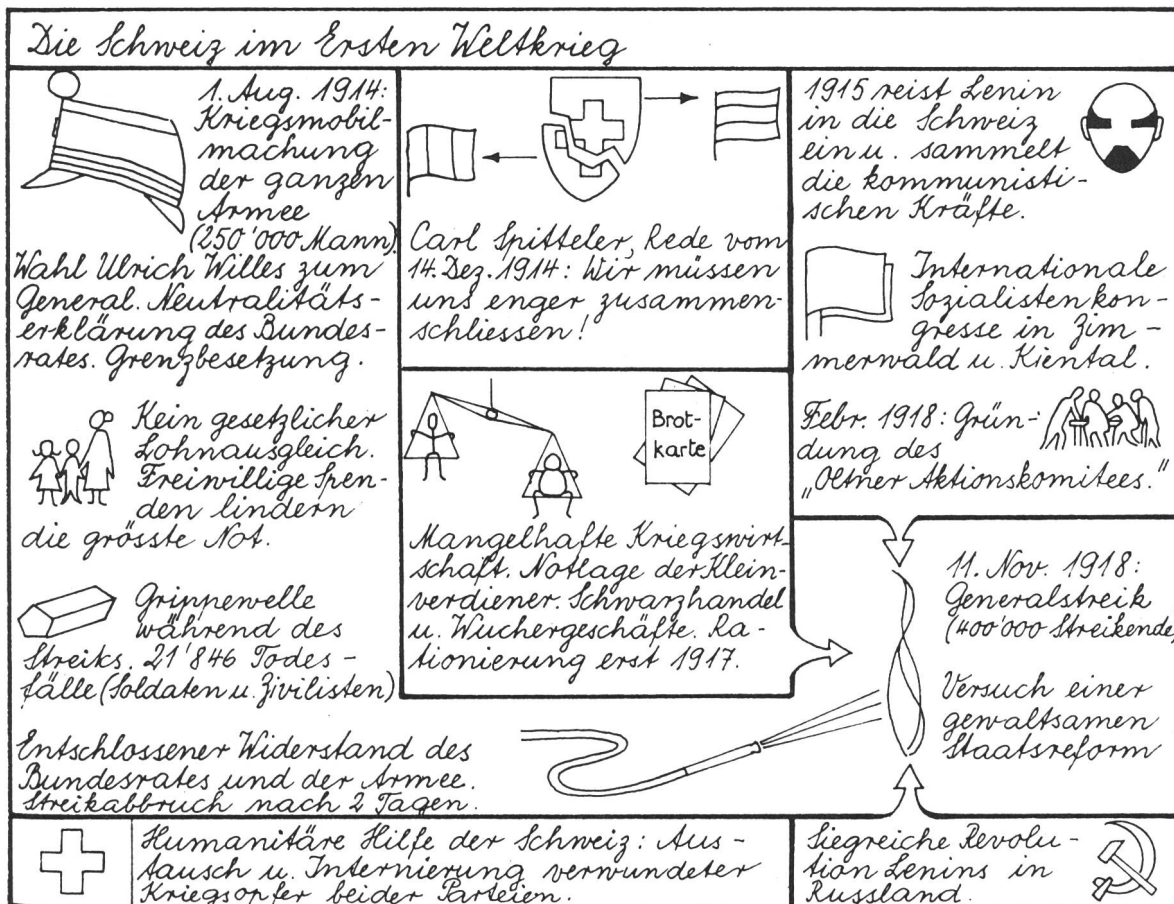 Die Schweiz im Ersten Weltkrieg
1. Aug. 1914:
Kriegsmobil-
machung
der ganzen
Armee
(250'000 Mann).
Wahl Ulrich Willes zum
General. Neutralitäts-
erklärung des Bundes-
rates. Grenzbesetzung.
Kein gesetzlicher
Lohnausgleich.
Freiwillige Spen-
den lindern
die grösste Not.
Grippewelle
während des
Streiks. 21'846 Todes-
fälle (Soldaten u. Zivilisten)
Entschlossener Widerstand des
Bundesrates und der Armee.
Streikabbruch nach 2 Tagen.
Carl Spitteler, Rede vom
14. Dez. 1914: Wir müssen
uns enger zusammen-
schliessen!
Brot-
karte
Mangelhafte Kriegswirt-
schaft. Notlage der Klein-
verdiener. Schwarzhandel
u. Wuchergeschäfte. Ra-
tionierung erst 1917.
1915 reist Lenin
in die Schweiz
ein u. sammelt
die kommunisti-
schen Kräfte.
Internationale
Sozialistenkon-
gresse in Zim-
merwald u. Kiental.
Febr. 1918: Grün-
dung des
"Oltner Aktionskomitees."
11. Nov. 1918:
Generalstreik
(400'000 Streikende)
Versuch einer
gewaltsamen
Staatsreform
Humanitäre Hilfe der Schweiz: Aus-
tausch u. Internierung verwundeter
Kriegsopfer beider Parteien.
Siegreiche Revolu-
tion Lenins in
Russland.